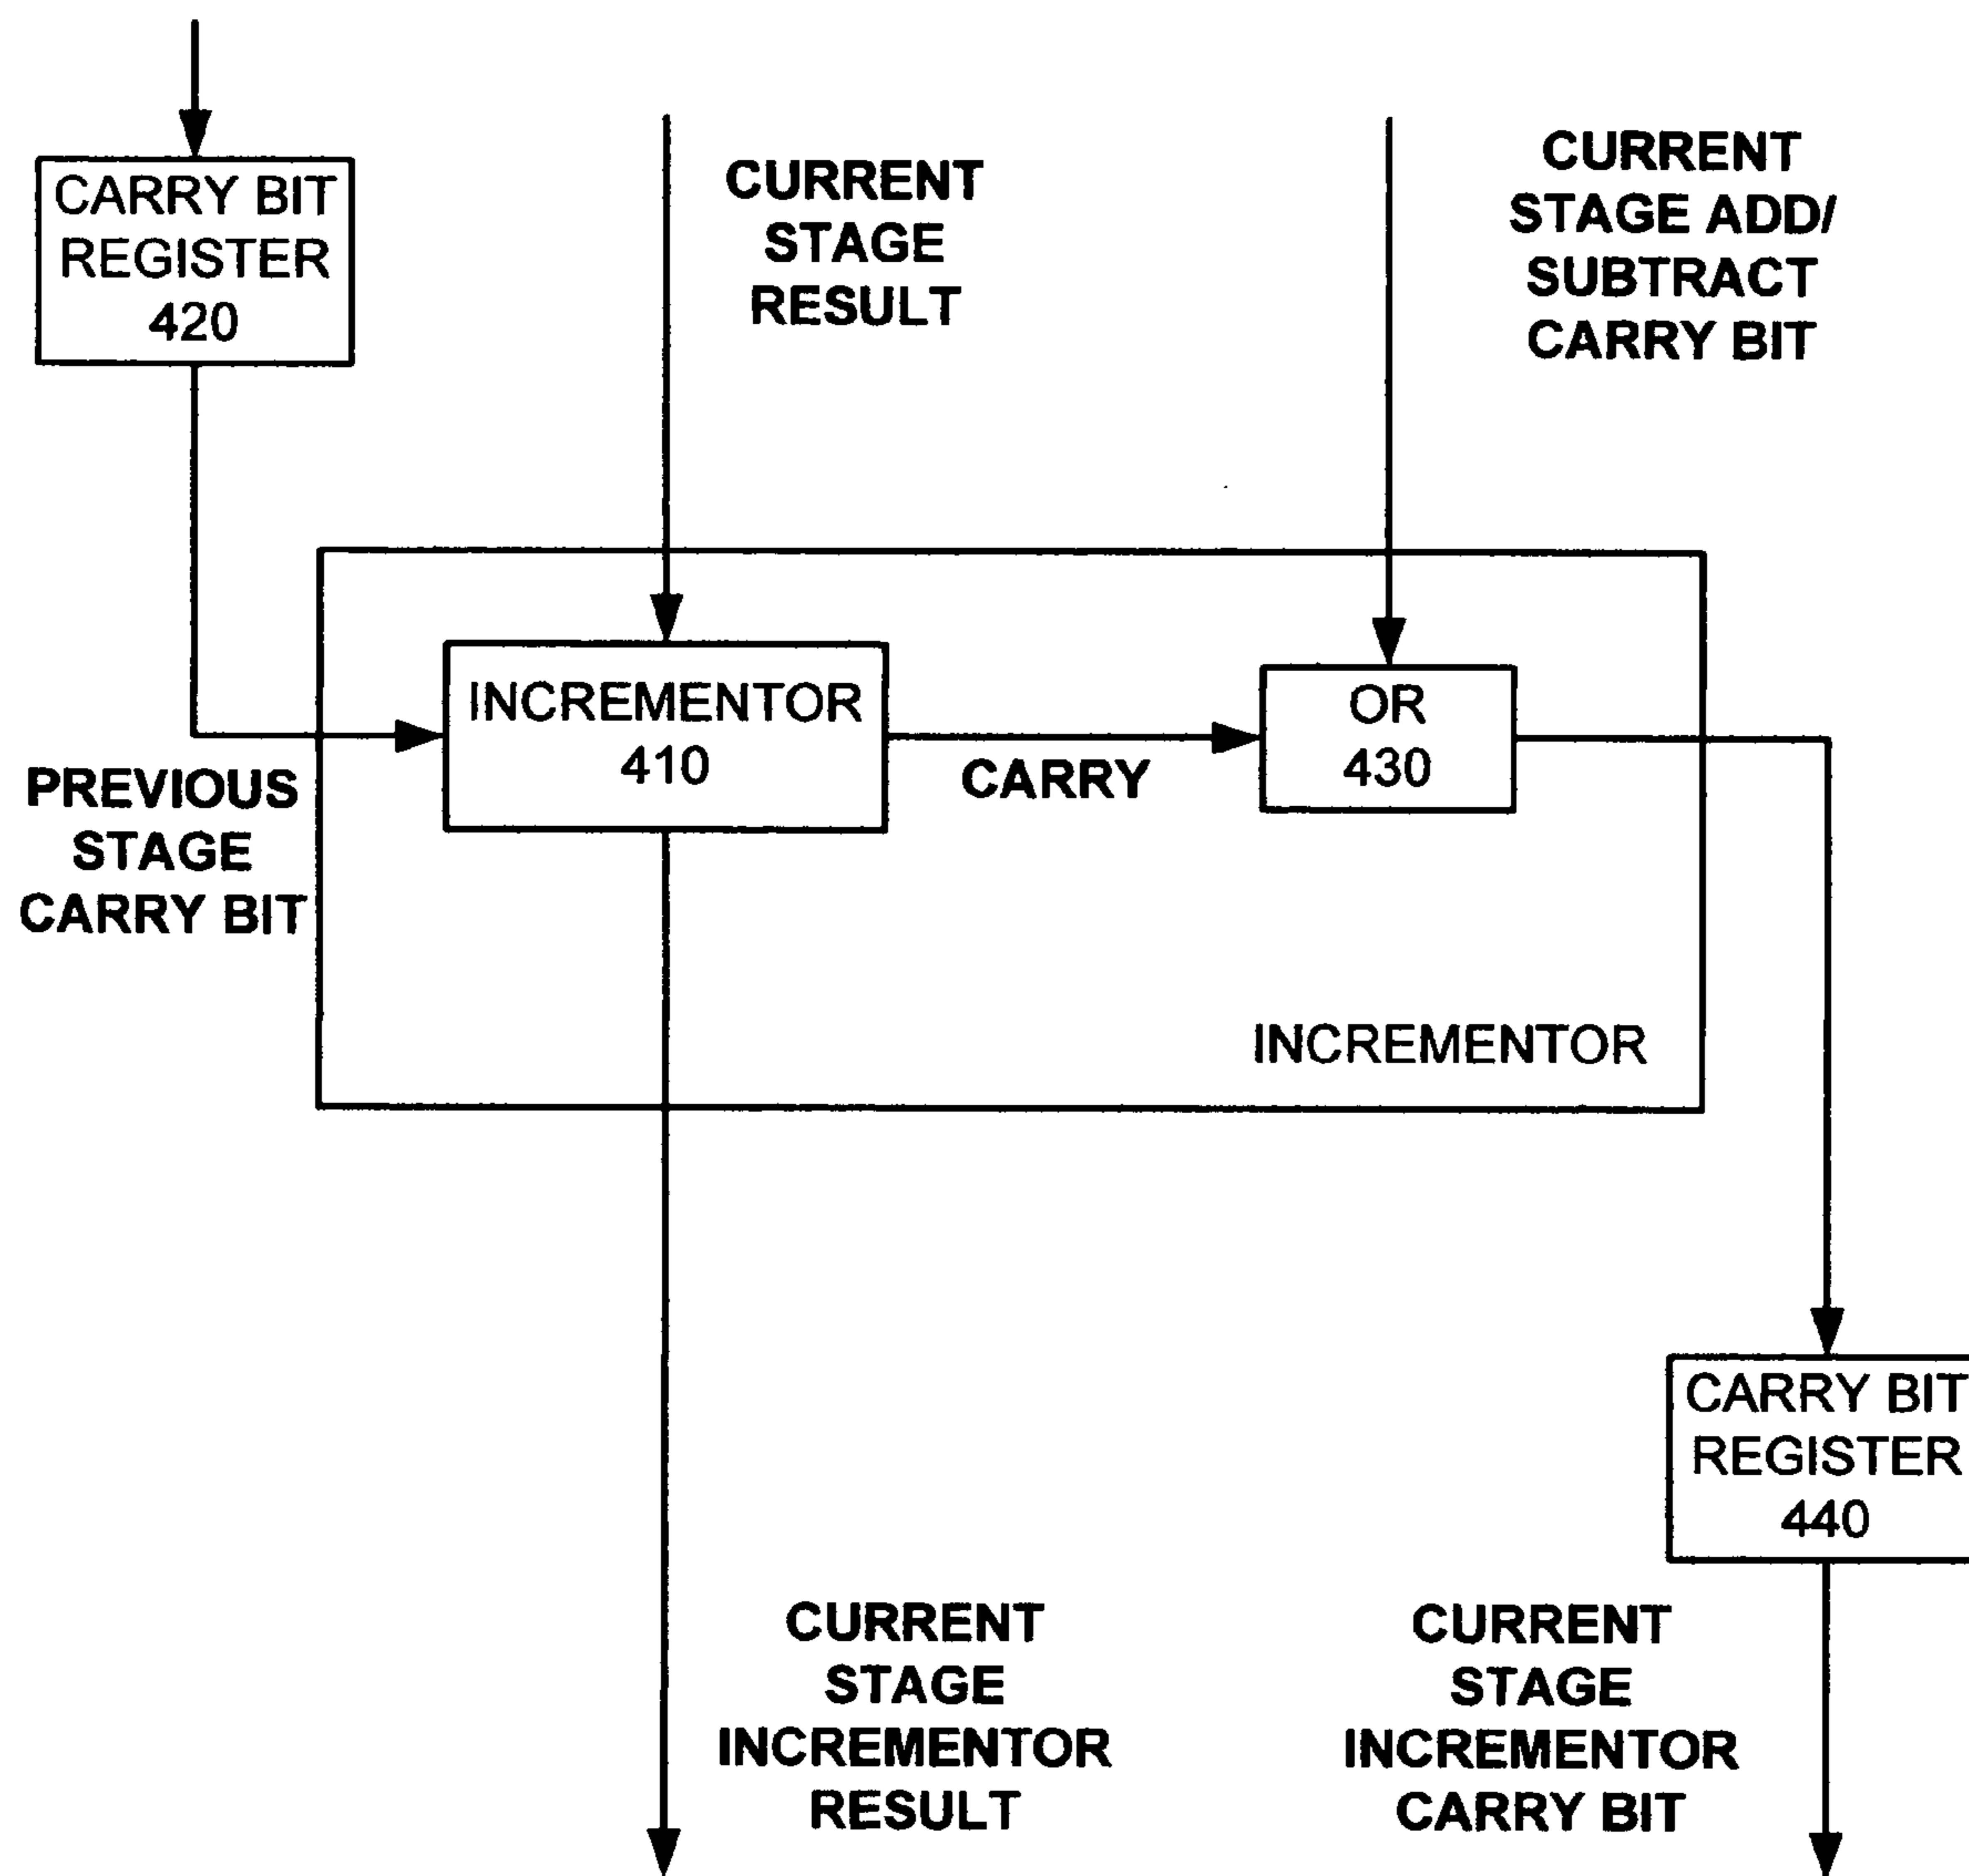 CARRY BIT
REGISTER
420
CURRENT
STAGE
RESULT
CURRENT
STAGE ADD/
SUBTRACT
CARRY BIT
INCREMENTOR
410
CARRY
OR
430
PREVIOUS
STAGE
CARRY BIT
INCREMENTOR
CARRY BIT
REGISTER
440
CURRENT
STAGE
INCREMENTOR
RESULT
CURRENT
STAGE
INCREMENTOR
CARRY BIT